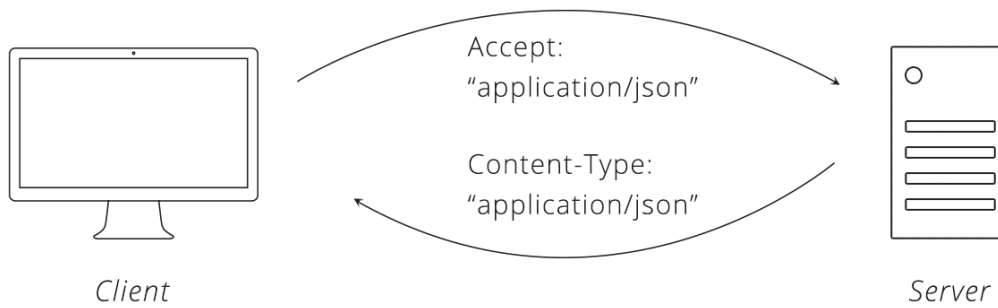 Accept:
“application/json”
Content-Type:
“application/json”
Client
Server